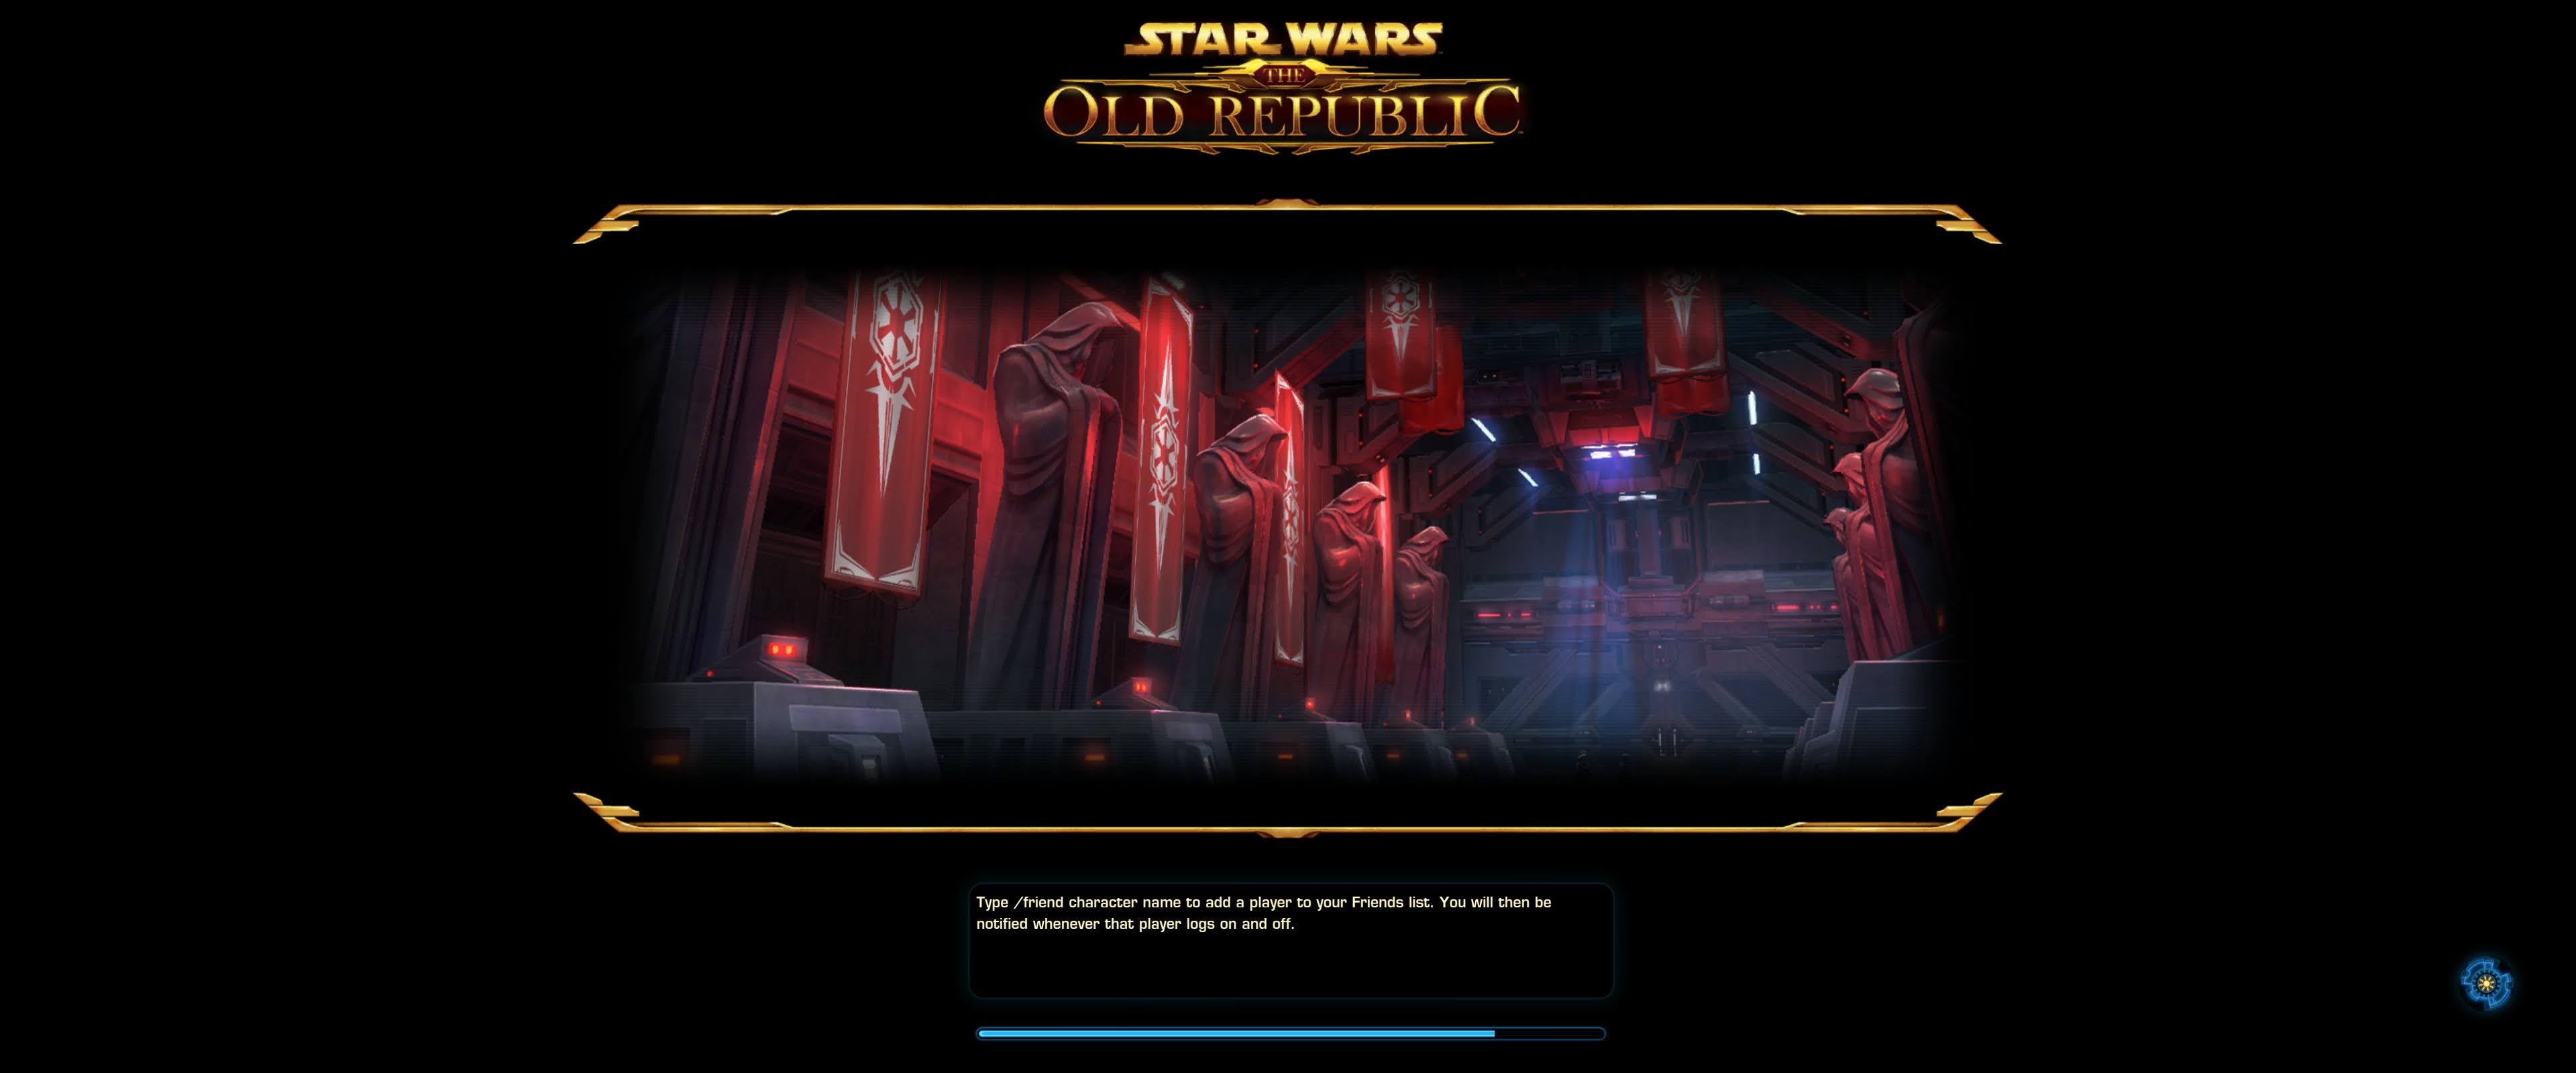 STAR WARS
THE
OLD REPUBLIC
Type /friend character name to add a player to your Friends list. You will then be
notified whenever that player logs on and off.